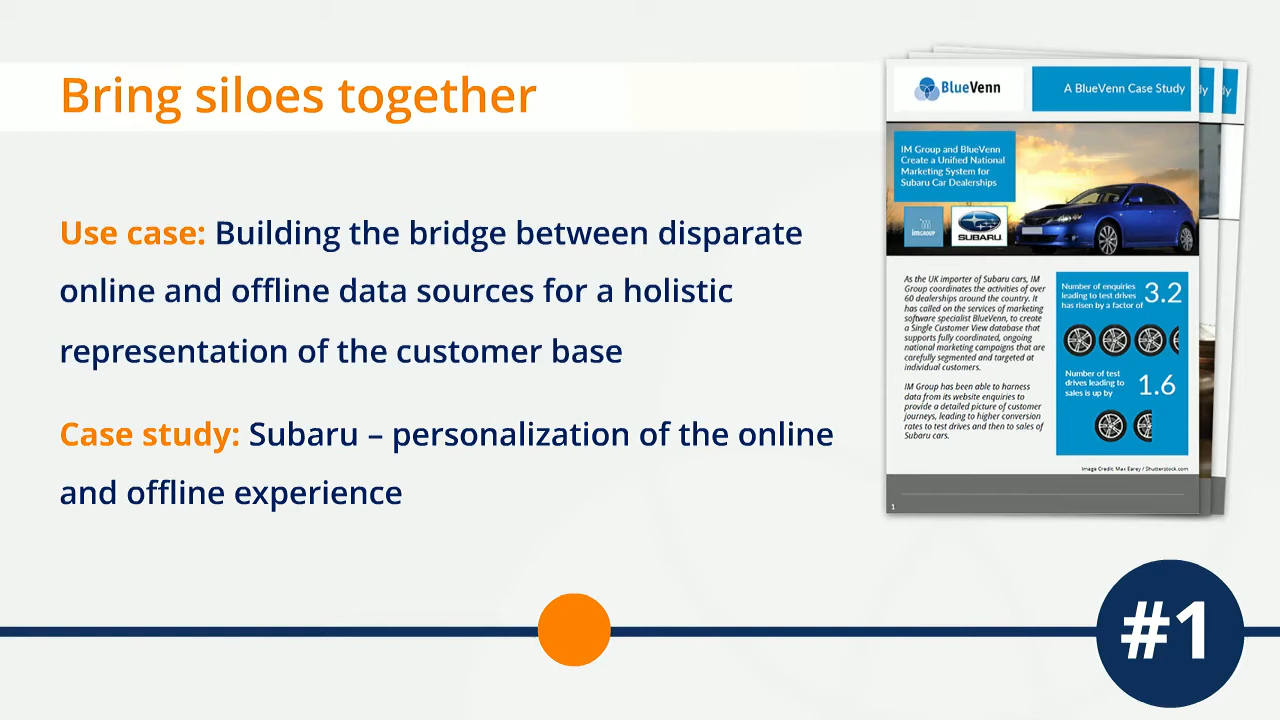 Bring siloes together
Use case: Building the bridge between disparate
online and offline data sources for a holistic
representation of the customer base
Case study: Subaru – personalization of the online
and offline experience
BlueVenn
A BlueVenn Case Study
dy
dy
IM Group and BlueVenn
Create a Unified National
Marketing System for
Subaru Car Dealerships
imGROUP
SUBARU
As the UK importer of Subaru cars, IM
Group coordinates the activities of over
60 dealerships around the country. It
has called on the services of marketing
software specialist BlueVenn, to create
a Single Customer View database that
supports fully coordinated, ongoing
national marketing campaigns that are
carefully segmented and targeted at
individual customers.
IM Group has been able to harness
data from its website enquiries to
provide a detailed picture of customer
journeys, leading to higher conversion
rates to test drives and then to sales of
Subaru cars.
Number of enquiries
leading to test drives
has risen by a factor of
3.2
Number of test
drives leading to
sales is up by
1.6
Image Credit: Max Earey / Shutterstock.com
1
#1